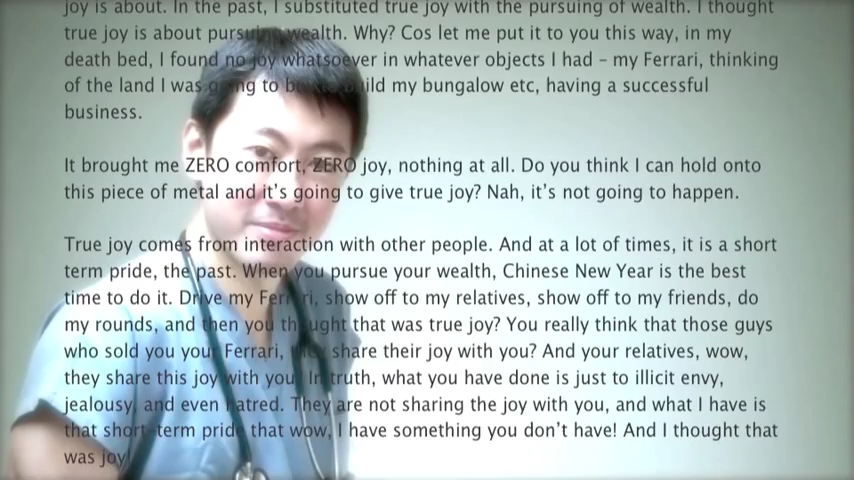 joy is about. In the past, I substituted true joy with the pursuing of wealth. I thought
true joy is about pursuing wealth. Why? Cos let me put it to you this way, in my
death bed, I found no joy whatsoever in whatever objects I had – my Ferrari, thinking
of the land I was going to build my bungalow etc, having a successful
business.
It brought me ZERO comfort, ZERO joy, nothing at all. Do you think I can hold onto
this piece of metal and it's going to give true joy? Nah, it's not going to happen.
True joy comes from interaction with other people. And at a lot of times, it is a short
term pride, the past. When you pursue your wealth, Chinese New Year is the best
time to do it. Drive my Ferrari, show off to my relatives, show off to my friends, do
my rounds, and then you thought that was true joy? You really think that those guys
who sold you your Ferrari, they share their joy with you? And your relatives, wow,
they share this joy with you? In truth, what you have done is just to illicit envy,
jealousy, and even hatred. They are not sharing the joy with you, and what I have is
that short-term pride that wow, I have something you don't have! And I thought that
was joy!